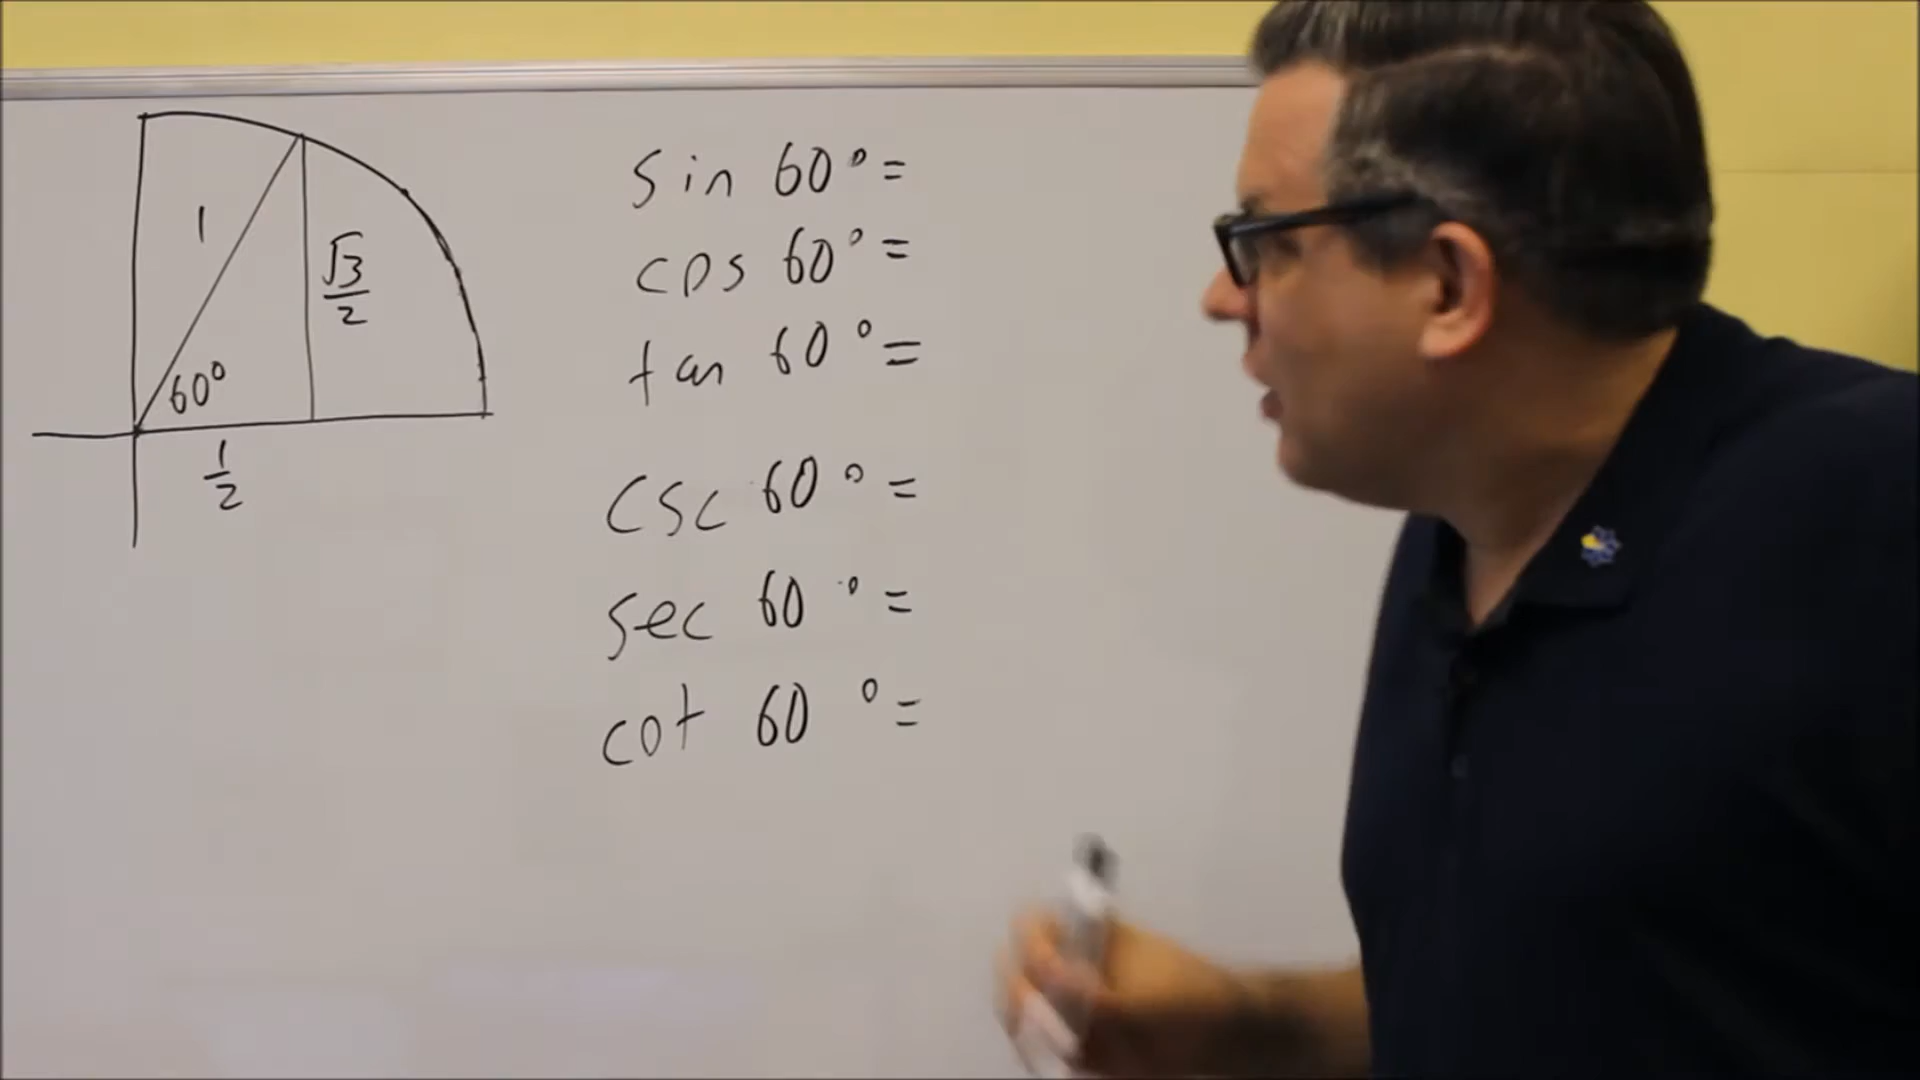 1
√3/2
60°
1/2
sin 60° =
cos 60° =
tan 60° =
csc 60° =
sec 60° =
cot 60° =